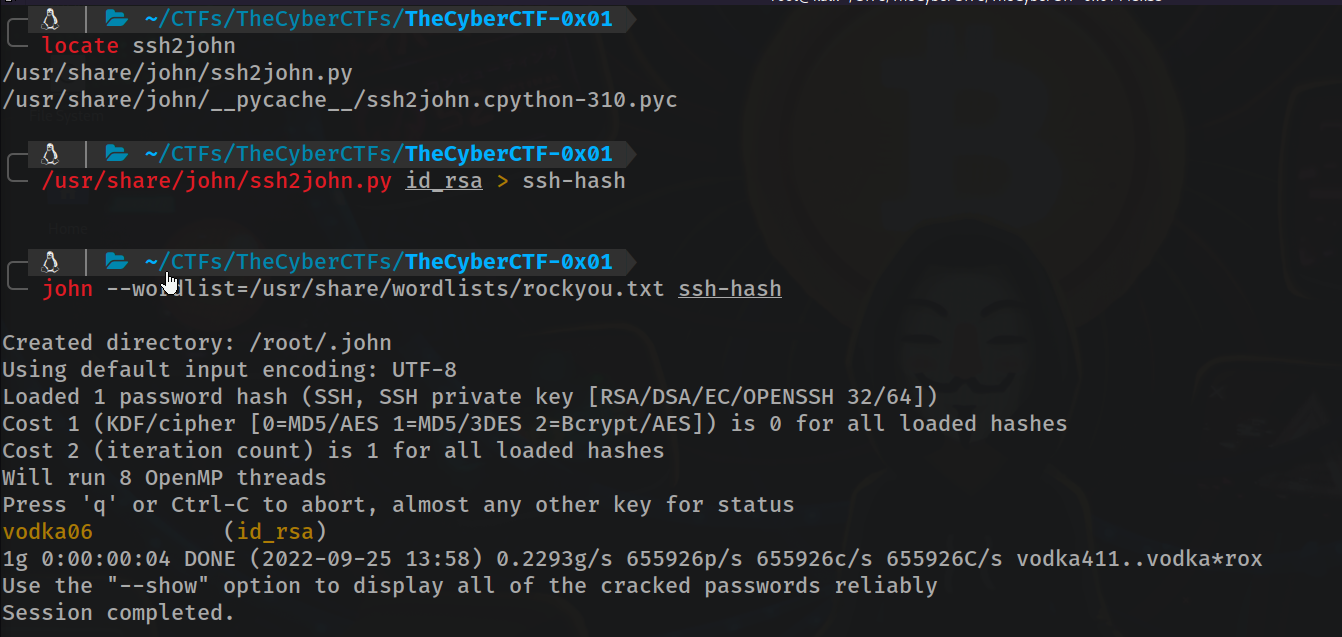 ~/CTFs/TheCyberCTFs/TheCyberCTF-0x01
locate ssh2john
/usr/share/john/ssh2john.py
/usr/share/john/__pycache__/ssh2john.cpython-310.pyc
~/CTFs/TheCyberCTFs/TheCyberCTF-0x01
/usr/share/john/ssh2john.py id_rsa > ssh-hash
~/CTFs/TheCyberCTFs/TheCyberCTF-0x01
john --wordlist=/usr/share/wordlists/rockyou.txt ssh-hash
Created directory: /root/.john
Using default input encoding: UTF-8
Loaded 1 password hash (SSH, SSH private key [RSA/DSA/EC/OPENSSH 32/64])
Cost 1 (KDF/cipher [0=MD5/AES 1=MD5/3DES 2=Bcrypt/AES]) is 0 for all loaded hashes
Cost 2 (iteration count) is 1 for all loaded hashes
Will run 8 OpenMP threads
Press 'q' or Ctrl-C to abort, almost any other key for status
vodka06          (id_rsa)
1g 0:00:00:04 DONE (2022-09-25 13:58) 0.2293g/s 655926p/s 655926c/s 655926C/s vodka411..vodka*rox
Use the "--show" option to display all of the cracked passwords reliably
Session completed.